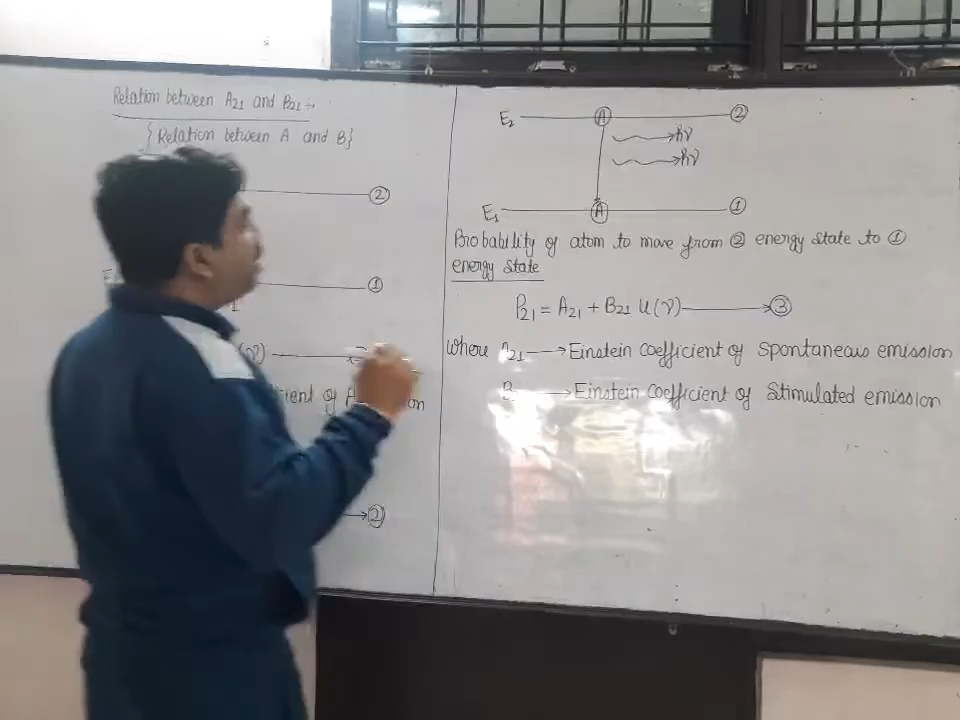 Relation between A21 and B21 :-
{Relation between A and B}
②
①
(ν) ⟶
of
on
⟶ ②
E2 A ②
hν
hν
E1 A ①
Probability of atom to move from ② energy state to ①
energy state
P21 = A21 + B21 u(ν) ⟶ ③
where A21 ⟶ Einstein coefficient of Spontaneous emission
B ⟶ Einstein coefficient of Stimulated emission